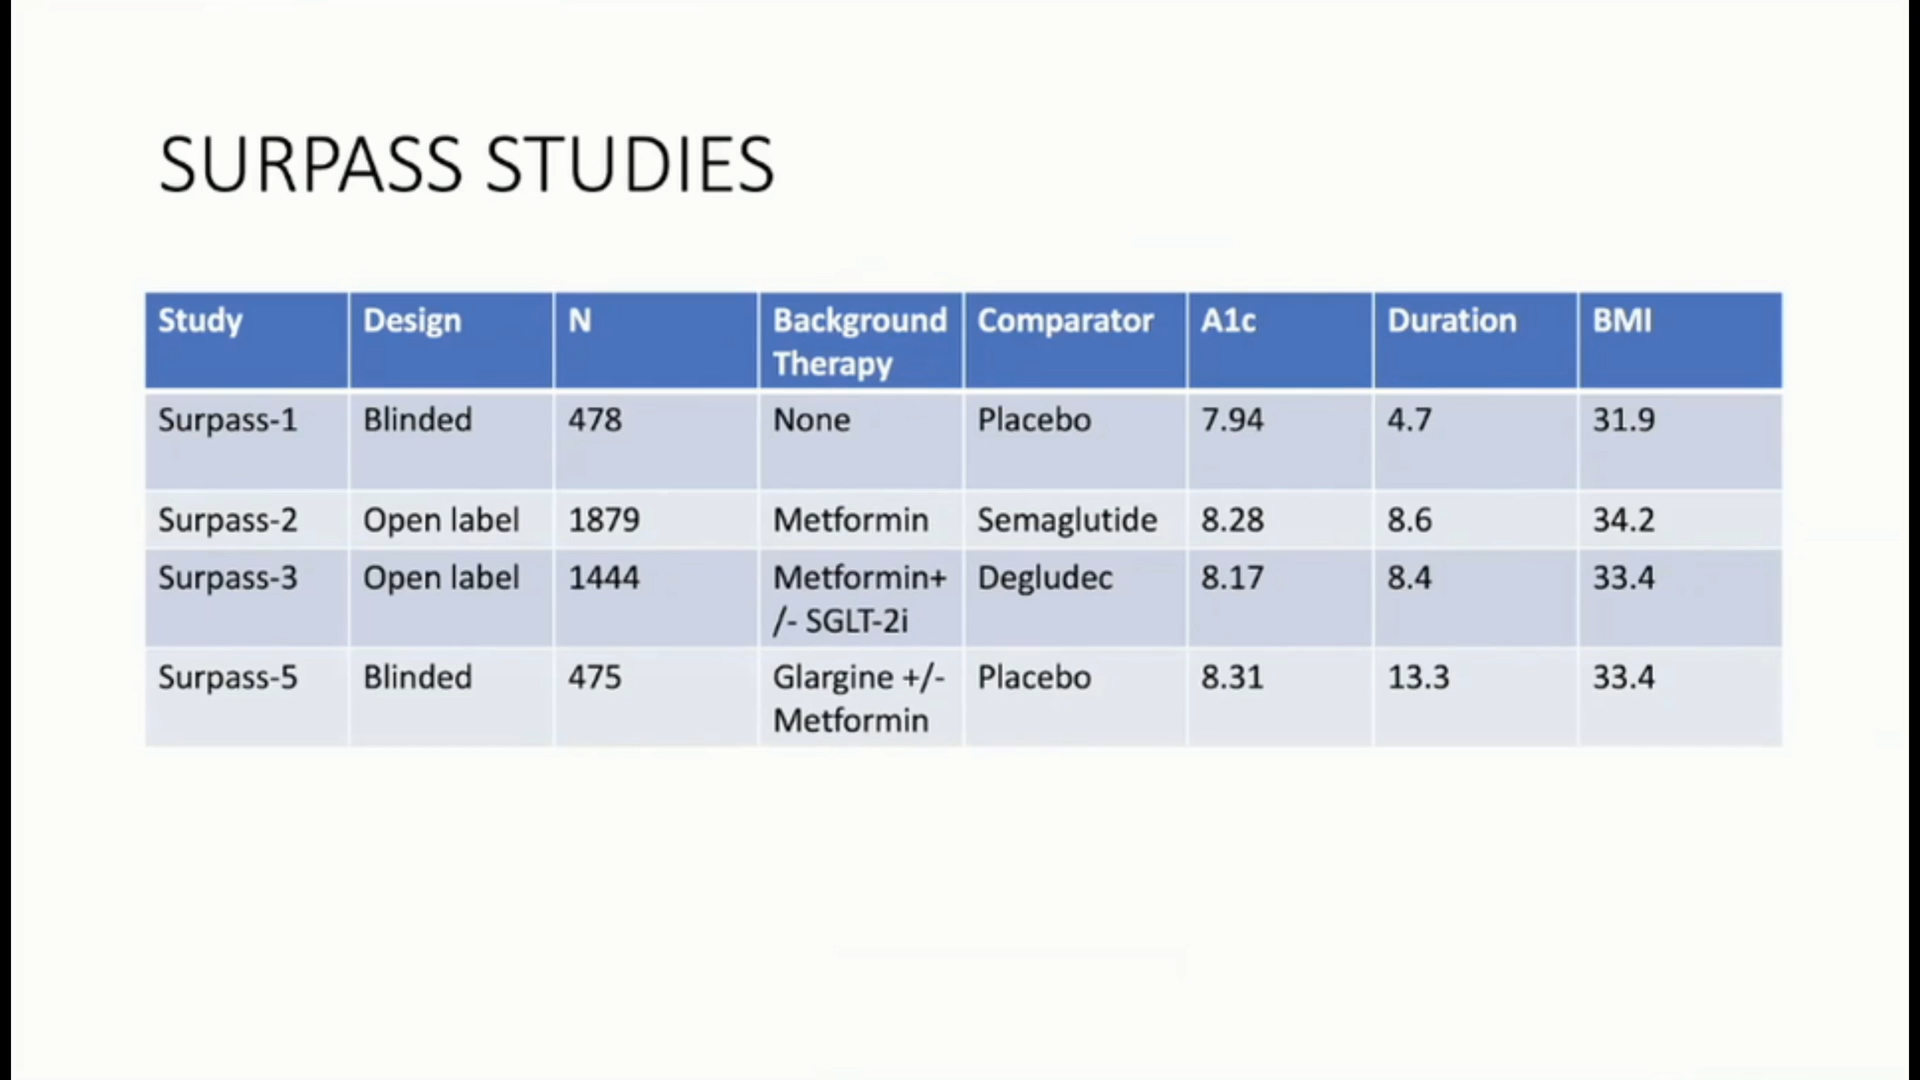 SURPASS STUDIES
Study Design N Background Therapy Comparator A1c Duration BMI
Surpass-1 Blinded 478 None Placebo 7.94 4.7 31.9
Surpass-2 Open label 1879 Metformin Semaglutide 8.28 8.6 34.2
Surpass-3 Open label 1444 Metformin+ /- SGLT-2i Degludec 8.17 8.4 33.4
Surpass-5 Blinded 475 Glargine +/- Metformin Placebo 8.31 13.3 33.4